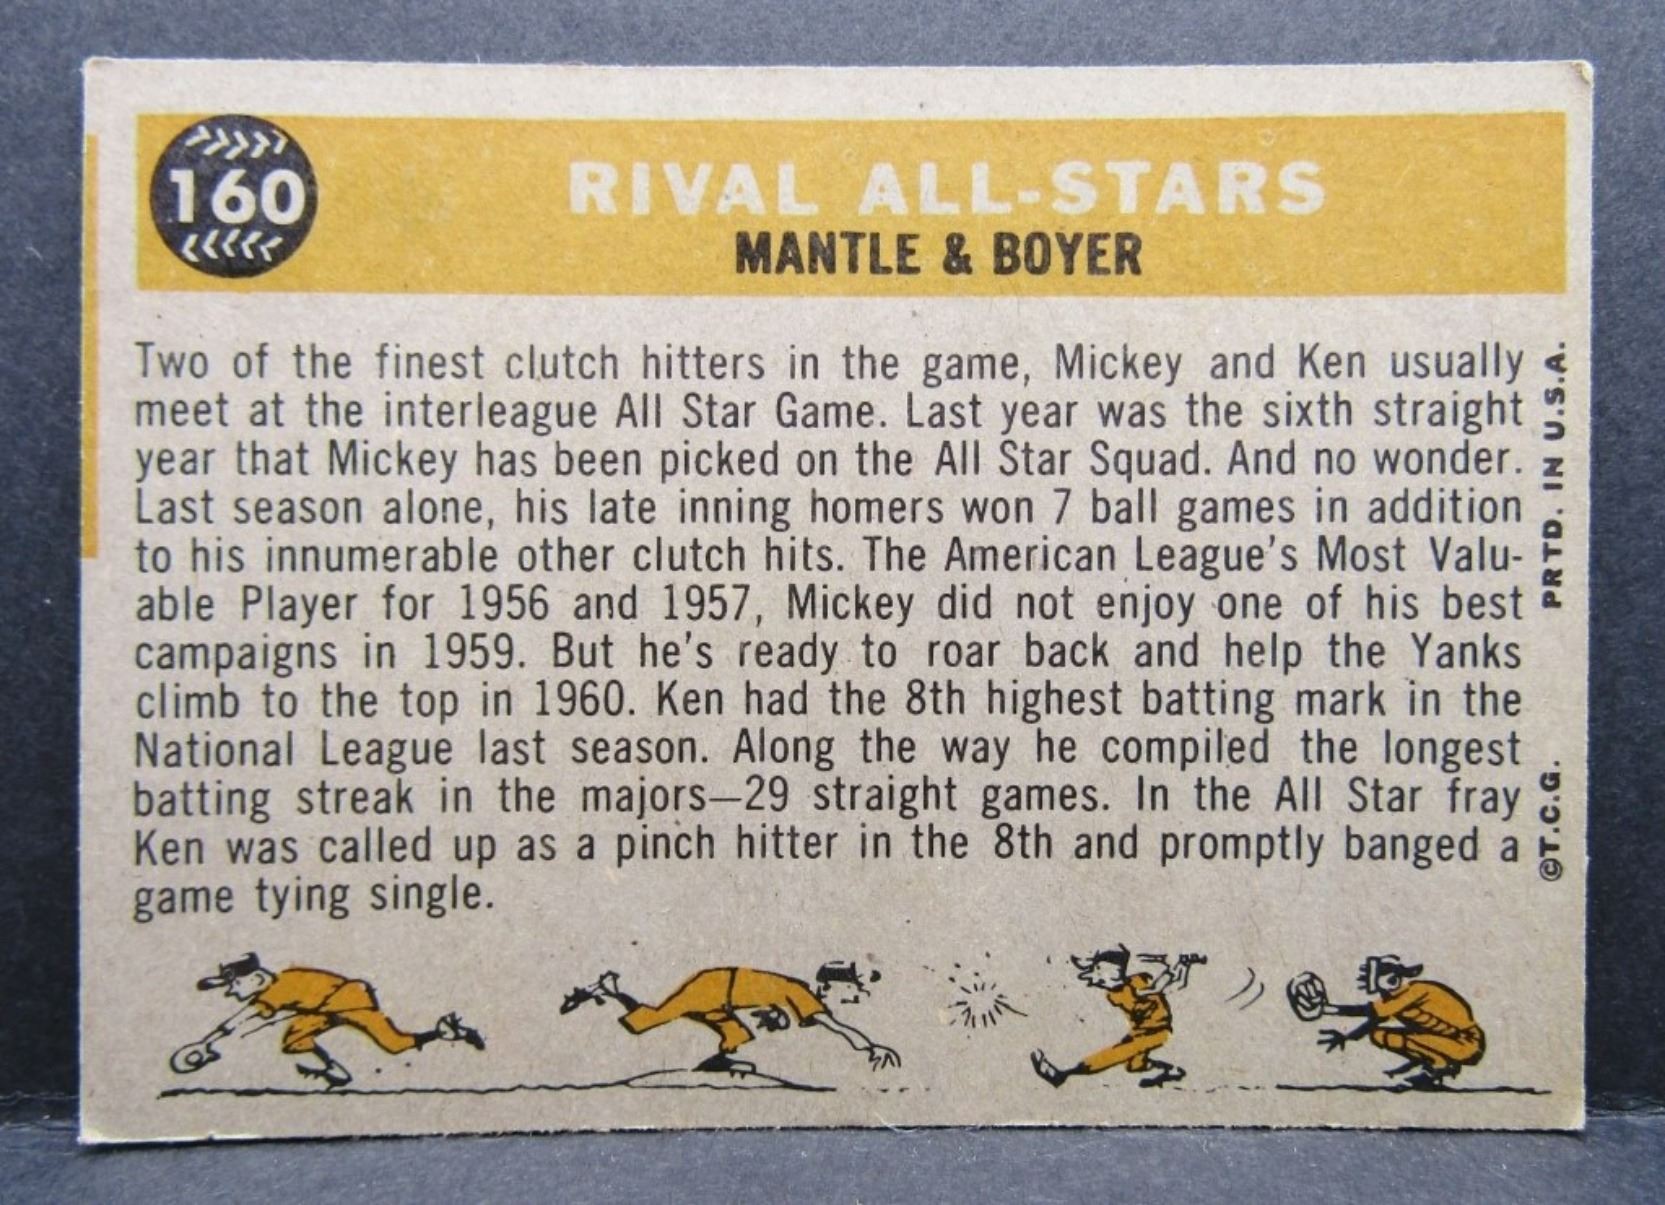 160
RIVAL ALL-STARS
MANTLE & BOYER
Two of the finest clutch hitters in the game, Mickey and Ken usually
meet at the interleague All Star Game. Last year was the sixth straight
year that Mickey has been picked on the All Star Squad. And no wonder.
Last season alone, his late inning homers won 7 ball games in addition
to his innumerable other clutch hits. The American League's Most Valu-
able Player for 1956 and 1957, Mickey did not enjoy one of his best
campaigns in 1959. But he's ready to roar back and help the Yanks
climb to the top in 1960. Ken had the 8th highest batting mark in the
National League last season. Along the way he compiled the longest
batting streak in the majors—29 straight games. In the All Star fray
Ken was called up as a pinch hitter in the 8th and promptly banged a
game tying single.
©T.C.G. PRTD. IN U.S.A.